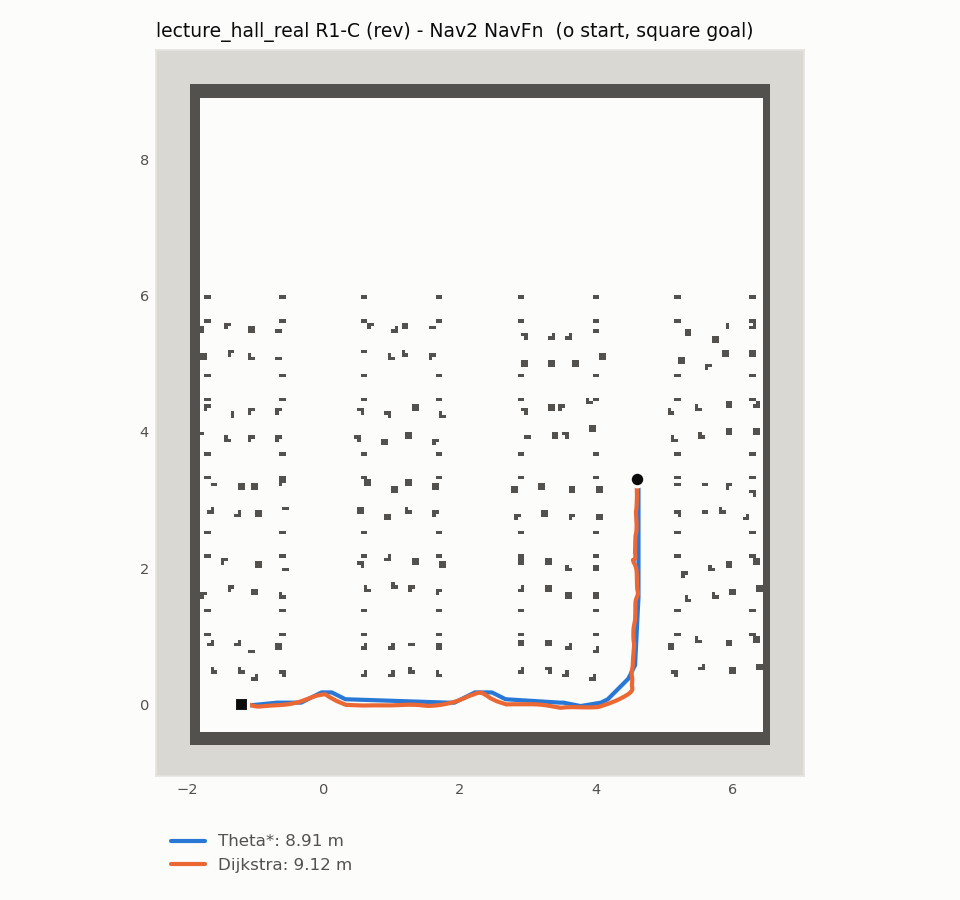 lecture_hall_real R1-C (rev) - Nav2 NavFn  (o start, square goal)
8
6
4
2
0
−2 0 2 4 6
Theta*: 8.91 m
Dijkstra: 9.12 m